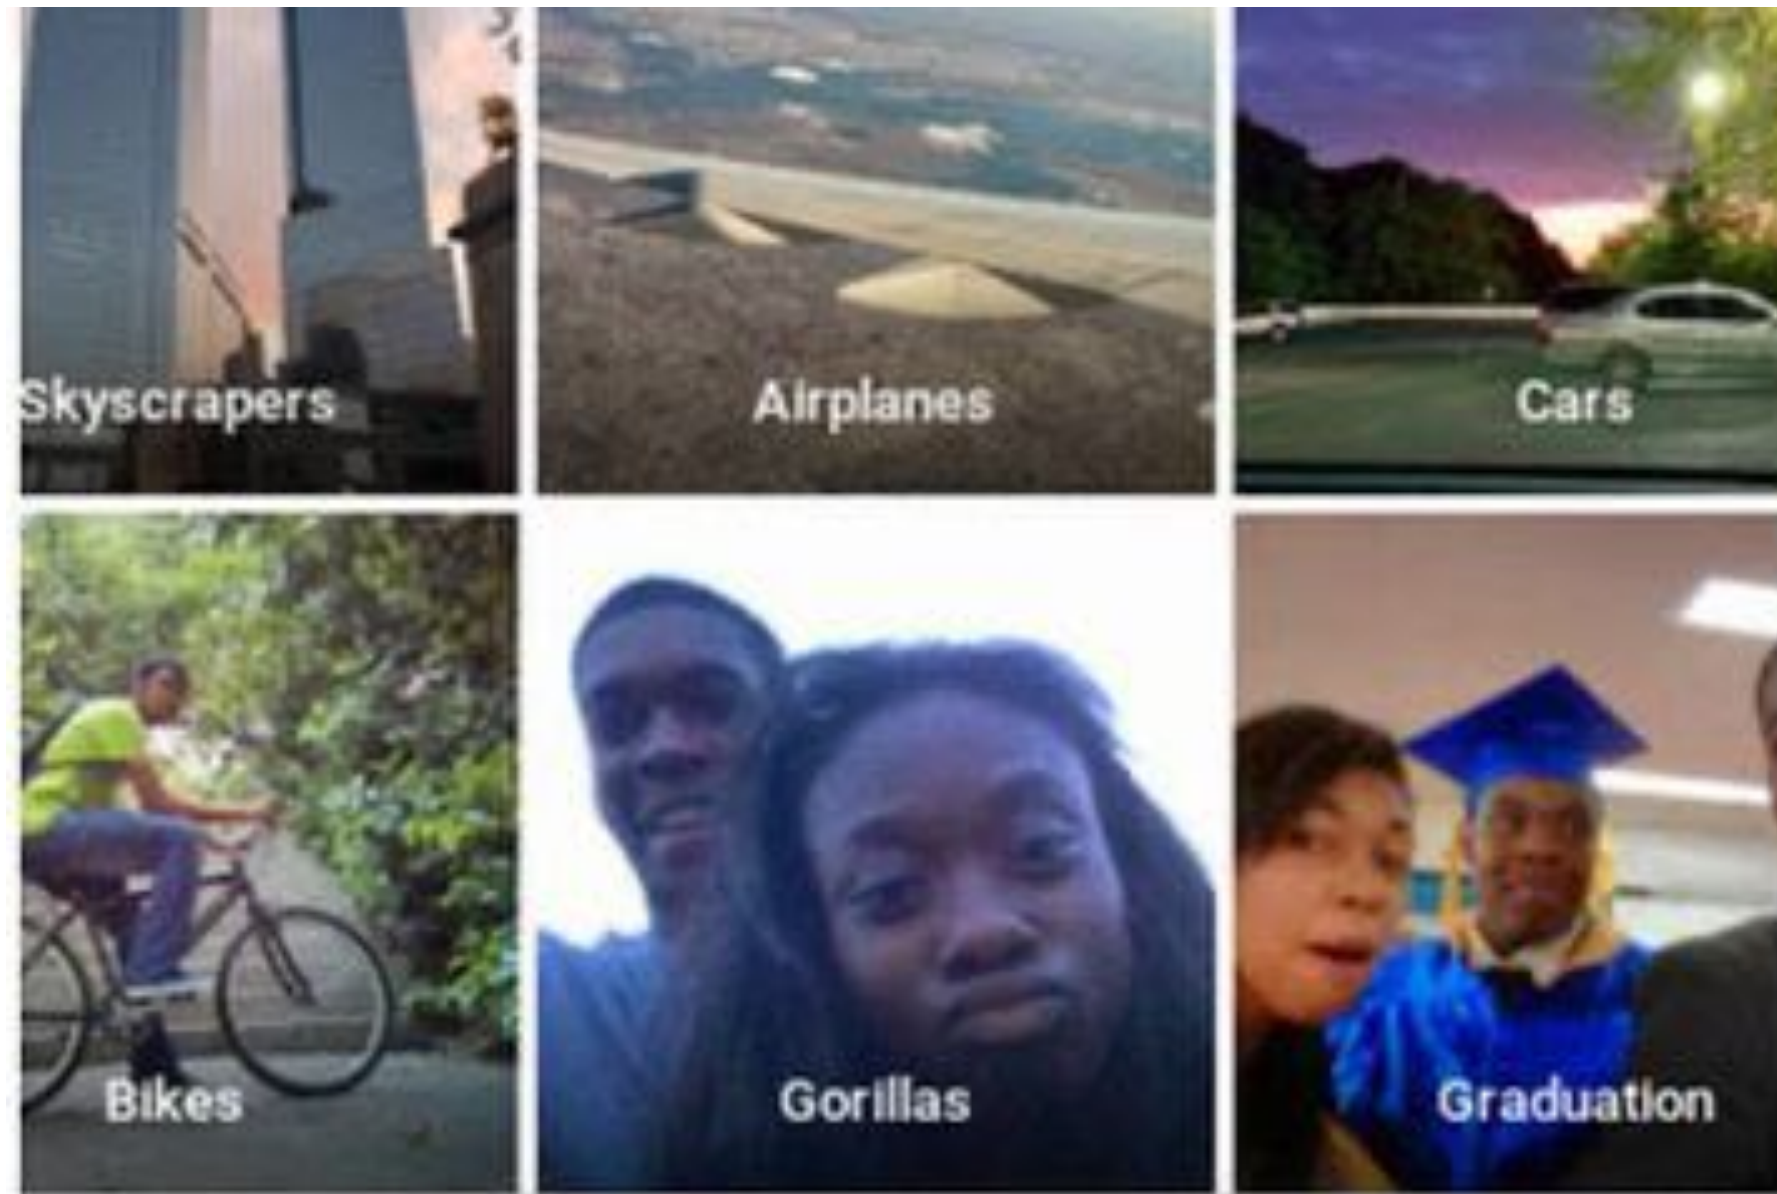 Skyscrapers
Airplanes
Cars
Bikes
Gorillas
Graduation